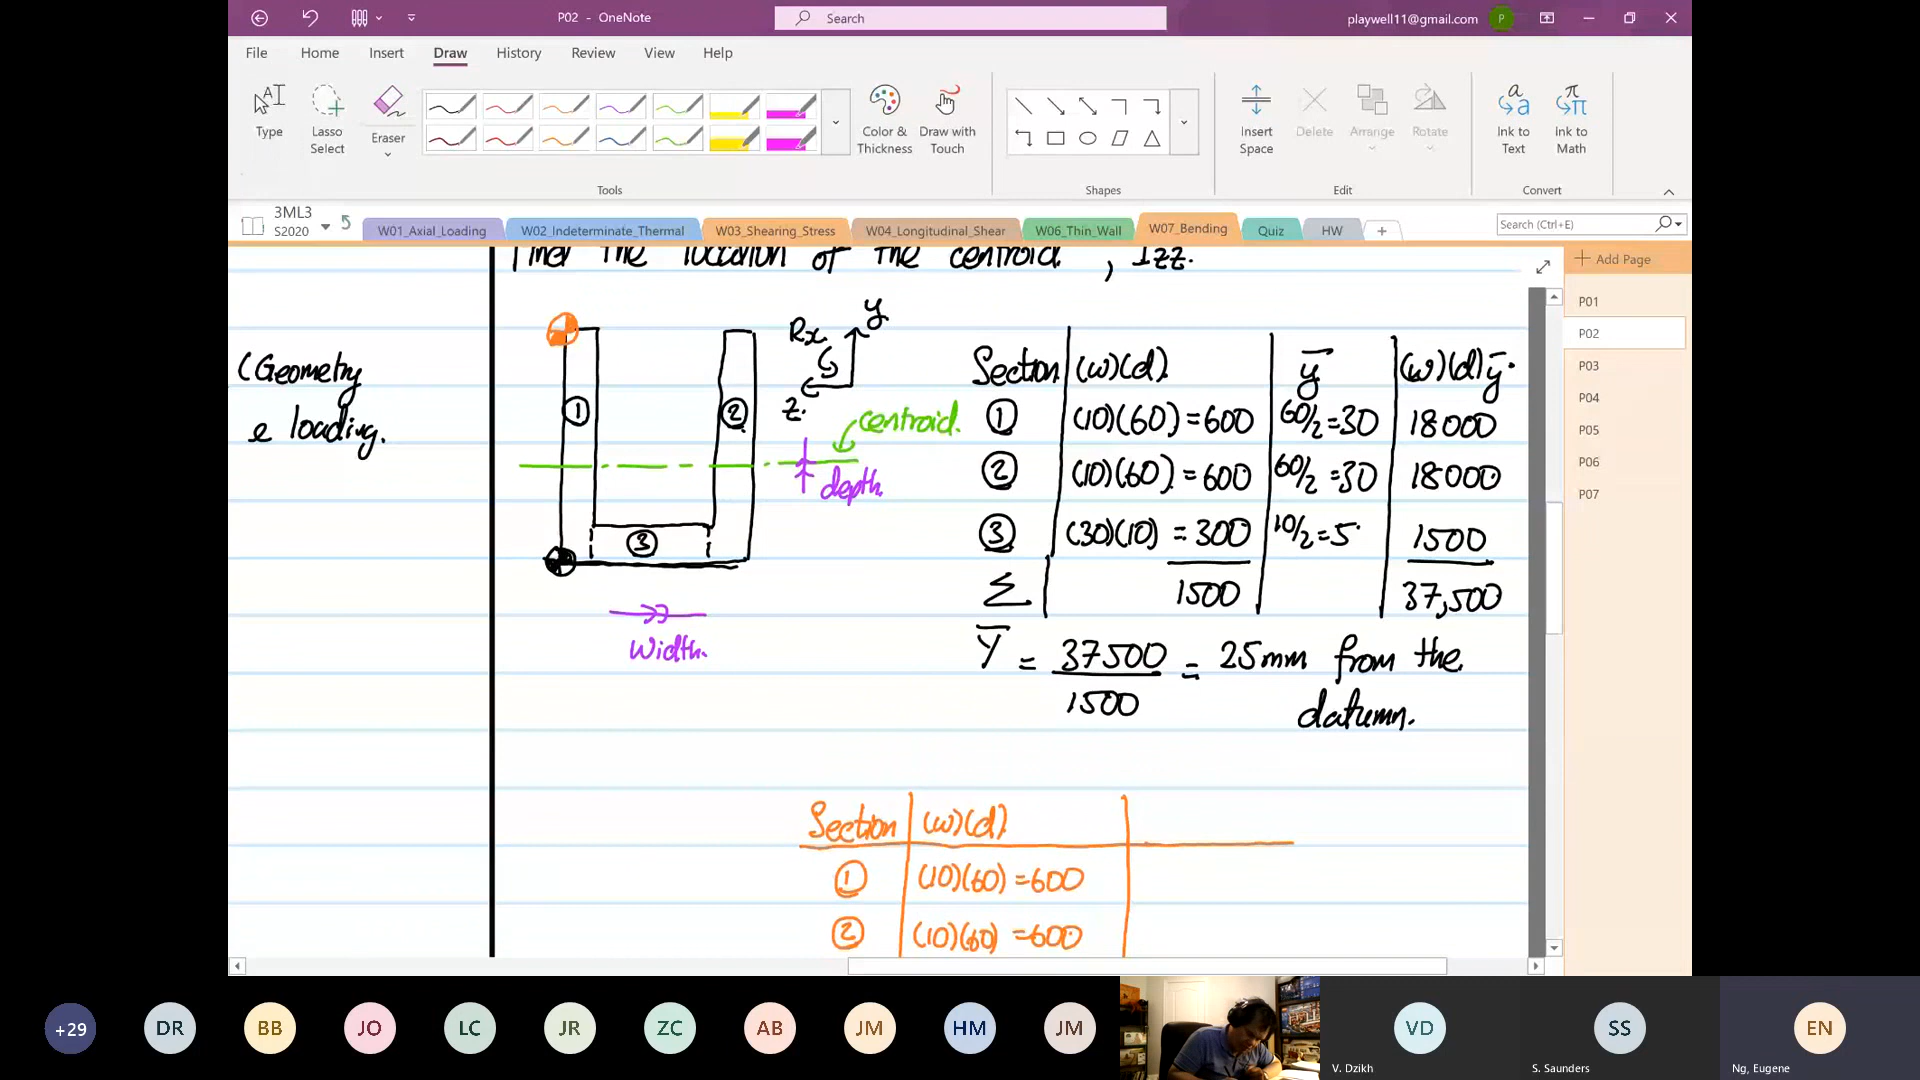 P02 - OneNote
Search
playwell11@gmail.com
P
File Home Insert Draw History Review View Help
Type
Lasso Select
Eraser
Color & Thickness
Draw with Touch
Insert Space
Delete
Arrange
Rotate
Ink to Text
Ink to Math
Tools
Shapes
Edit
Convert
3ML3 S2020
W01_Axial_Loading
W02_Indeterminate_Thermal
W03_Shearing_Stress
W04_Longitudinal_Shear
W06_Thin_Wall
W07_Bending
Quiz
HW
Search (Ctrl+E)
Add Page
P01
P02
P03
P04
P05
P06
P07
Find the location of the centroid, Izz.
(Geometry
e loading.
Rx
y
z.
①
②
③
centroid.
depth.
Width.
Section (w)(d) ȳ (w)(d)ȳ
① (10)(60) = 600 60/2 = 30 18000
② (10)(60) = 600 60/2 = 30 18000
③ (30)(10) = 300 10/2 = 5 1500
Σ 1500 37,500
Ȳ = 37500 / 1500 = 25mm from the
datumn.
Section (w)(d)
① (10)(60) = 600
② (10)(60) = 600
+29
DR
BB
JO
LC
JR
ZC
AB
JM
HM
JM
VD
V. Dzikh
SS
S. Saunders
EN
Ng, Eugene